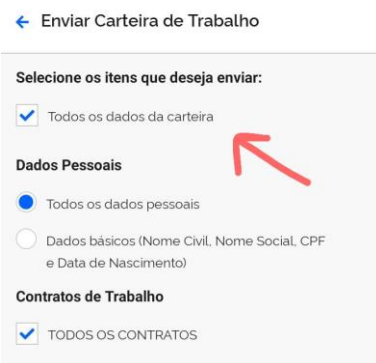 Enviar Carteira de Trabalho
Selecione os itens que deseja enviar:
Todos os dados da carteira
Dados Pessoais
Todos os dados pessoais
Dados básicos (Nome Civil, Nome Social, CPF
e Data de Nascimento)
Contratos de Trabalho
TODOS OS CONTRATOS